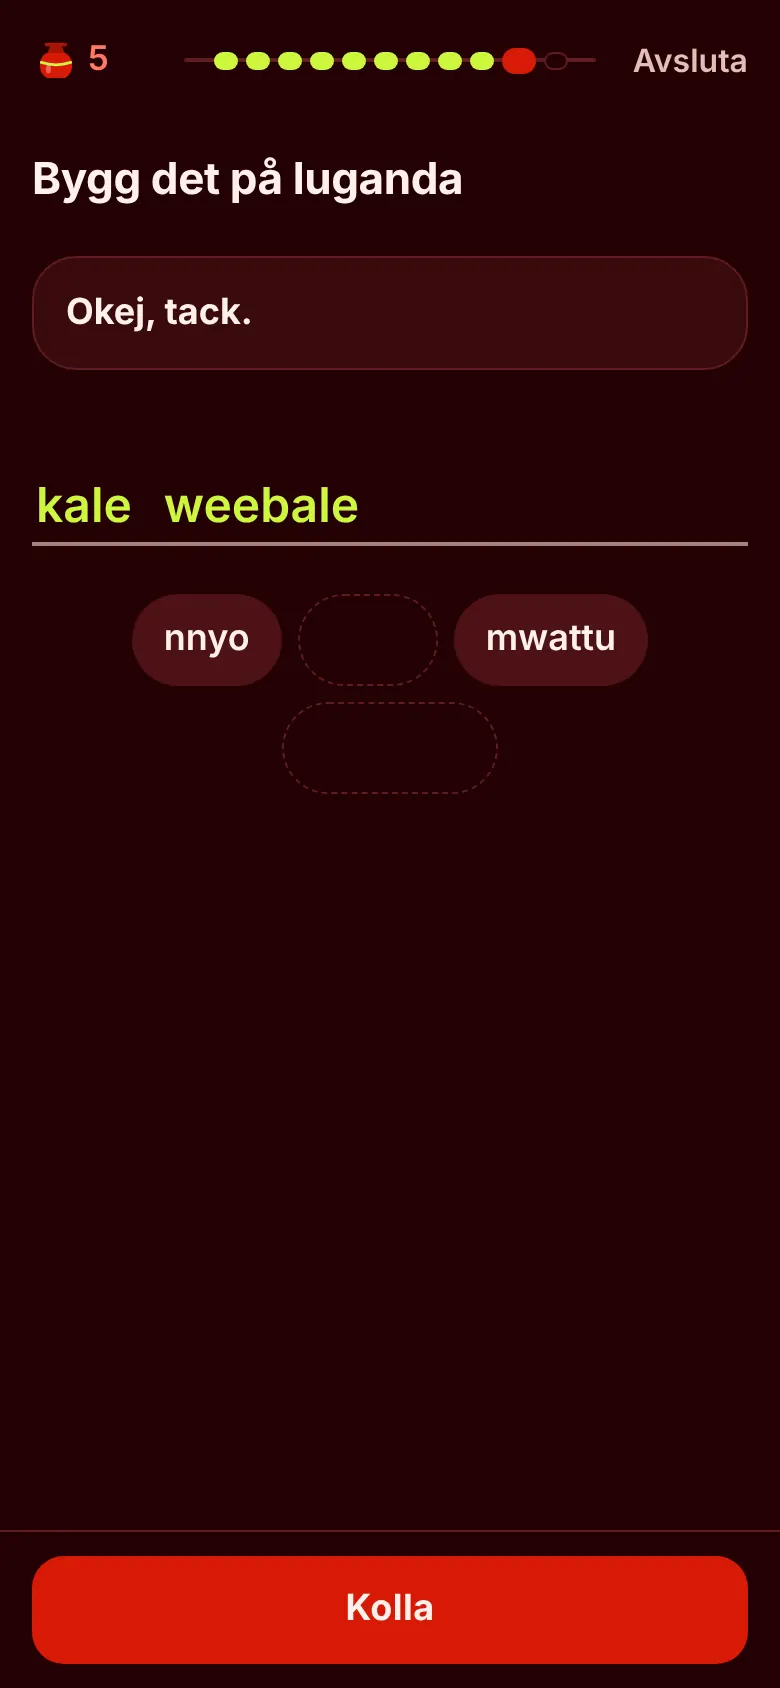 5 Avsluta
Bygg det på luganda
Okej, tack.
kale weebale
nnyo mwattu
Kolla